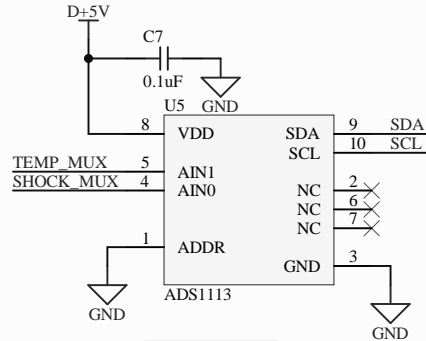 D+5V
C7
0.1uF
GND
U5
8 VDD SDA 9 SDA
SCL 10 SCL
TEMP_MUX 5 AIN1
SHOCK_MUX 4 AIN0
NC 2
NC 6
NC 7
1 ADDR
GND 3
ADS1113
GND
GND